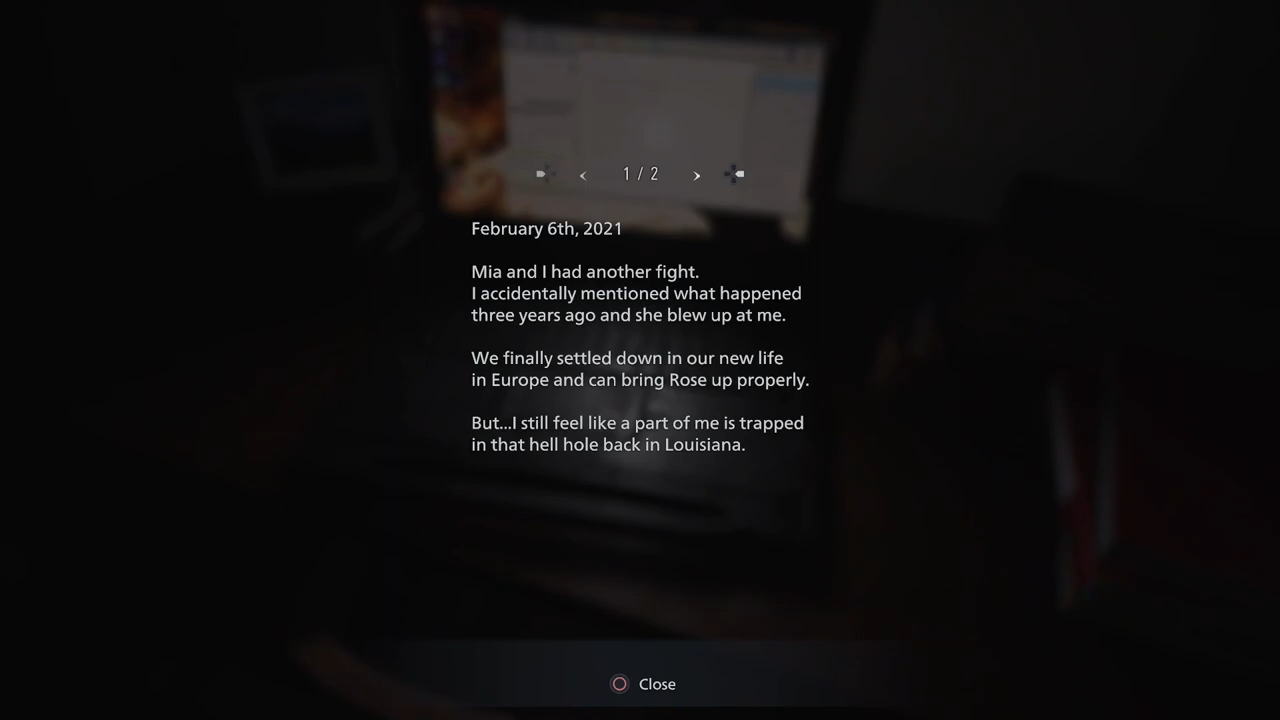 1 / 2
February 6th, 2021
Mia and I had another fight.
I accidentally mentioned what happened
three years ago and she blew up at me.
We finally settled down in our new life
in Europe and can bring Rose up properly.
But...I still feel like a part of me is trapped
in that hell hole back in Louisiana.
Close